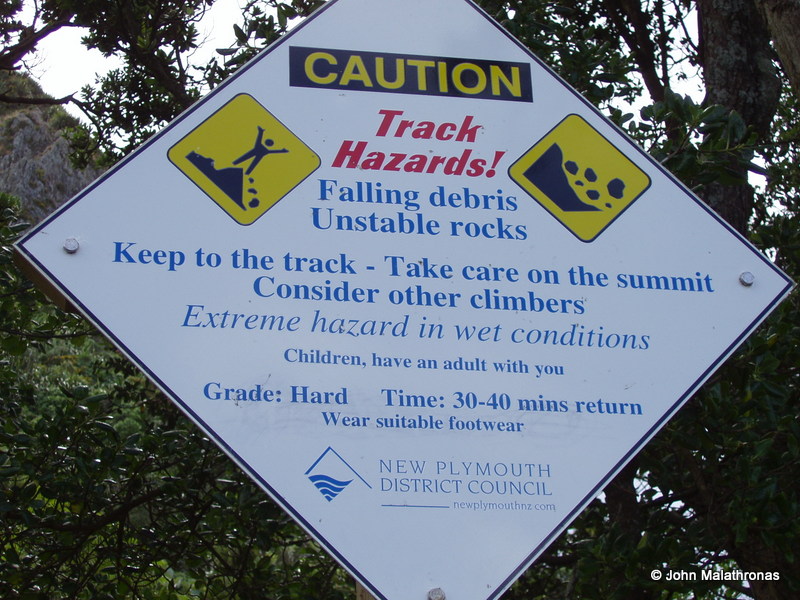 CAUTION
Track
Hazards!
Falling debris
Unstable rocks
Keep to the track - Take care on the summit
Consider other climbers
Extreme hazard in wet conditions
Children, have an adult with you
Grade: Hard Time: 30-40 mins return
Wear suitable footwear
NEW PLYMOUTH
DISTRICT COUNCIL
newplymouthnz.com
© John Malathronas